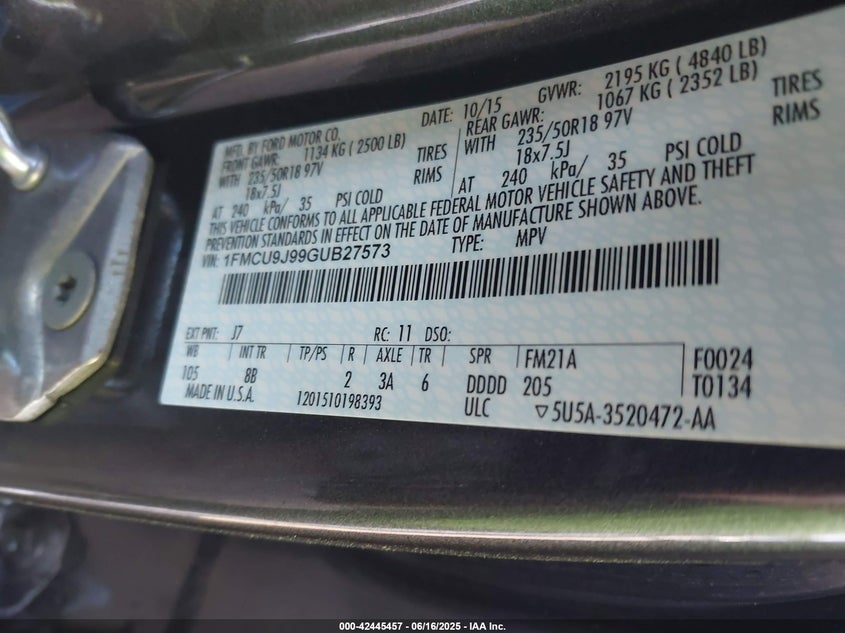 MFD. BY FORD MOTOR CO.
DATE: 10/15
GVWR: 2195 KG ( 4840 LB)
FRONT GAWR: 1134 KG ( 2500 LB)
REAR GAWR: 1067 KG ( 2352 LB)
WITH 235/50R18 97V TIRES
WITH 235/50R18 97V TIRES
18x7.5J RIMS
18x7.5J RIMS
AT 240 kPa/ 35 PSI COLD
AT 240 kPa/ 35 PSI COLD
THIS VEHICLE CONFORMS TO ALL APPLICABLE FEDERAL MOTOR VEHICLE SAFETY AND THEFT
PREVENTION STANDARDS IN EFFECT ON THE DATE OF MANUFACTURE SHOWN ABOVE.
VIN: 1FMCU9J99GUB27573
TYPE: MPV
EXT PNT: J7 RC: 11 DSO:
WB INT TR TP/PS R AXLE TR SPR FM21A F0024
105 8B 2 3A 6 DDDD 205 T0134
MADE IN U.S.A. 1201510198393 ULC ▽5U5A-3520472-AA
000-42445457 - 06/16/2025 - IAA Inc.